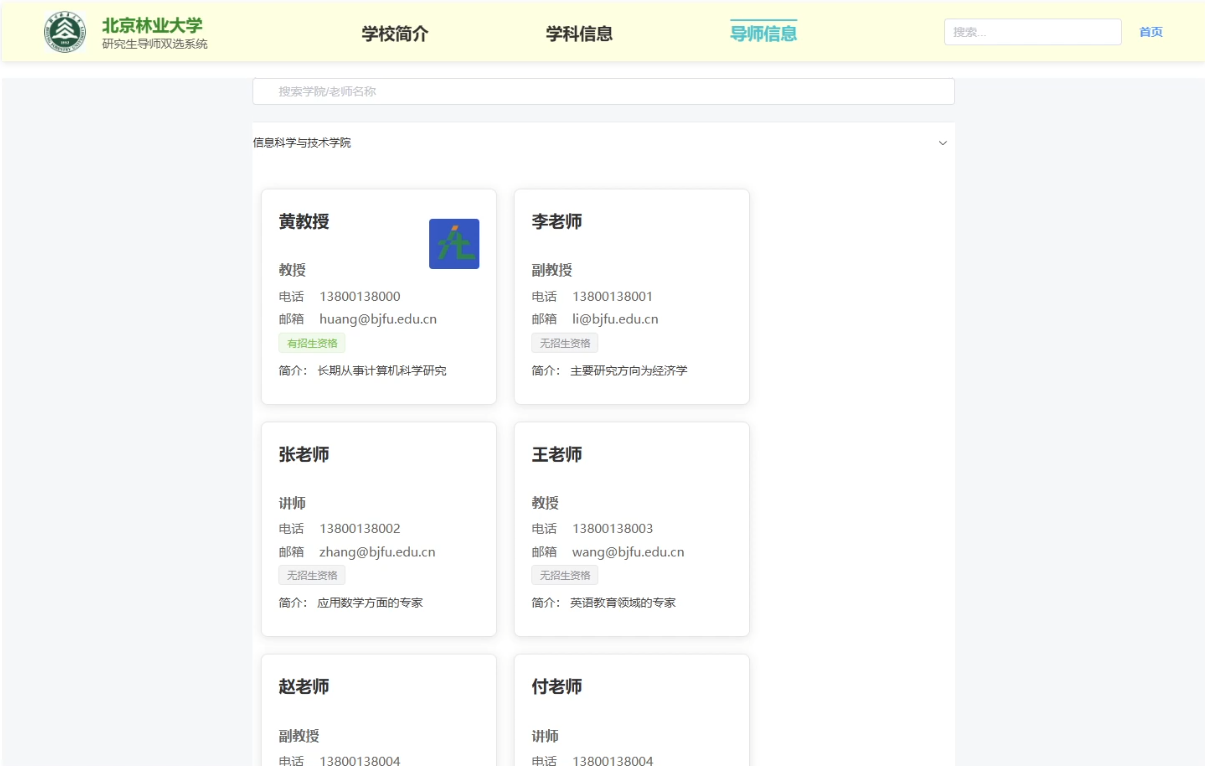 北京林业大学
研究生导师双选系统
学校简介
学科信息
导师信息
搜索...
首页
搜索学院/老师名称
信息科学与技术学院
黄教授
教授
电话 13800138000
邮箱 huang@bjfu.edu.cn
有招生资格
简介： 长期从事计算机科学研究
李老师
副教授
电话 13800138001
邮箱 li@bjfu.edu.cn
无招生资格
简介： 主要研究方向为经济学
张老师
讲师
电话 13800138002
邮箱 zhang@bjfu.edu.cn
无招生资格
简介： 应用数学方面的专家
王老师
教授
电话 13800138003
邮箱 wang@bjfu.edu.cn
无招生资格
简介： 英语教育领域的专家
赵老师
副教授
电话 13800138004
付老师
讲师
电话 13800138004